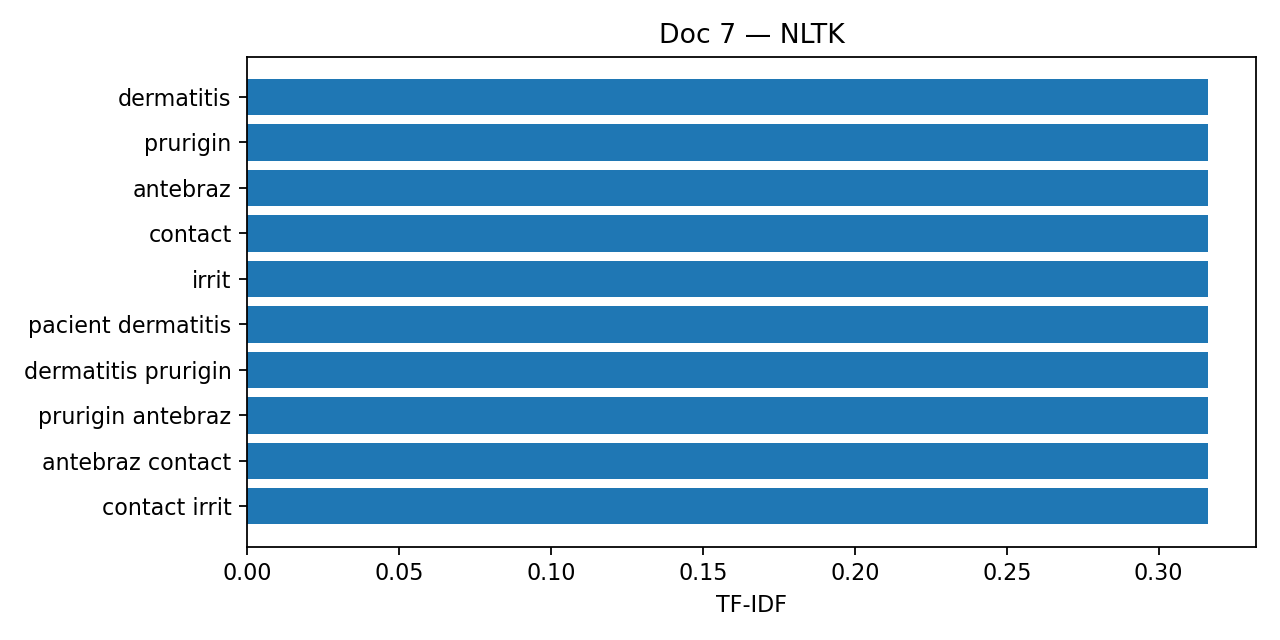 Doc 7 — NLTK
dermatitis
prurigin
antebraz
contact
irrit
pacient dermatitis
dermatitis prurigin
prurigin antebraz
antebraz contact
contact irrit
0.00 0.05 0.10 0.15 0.20 0.25 0.30
TF-IDF